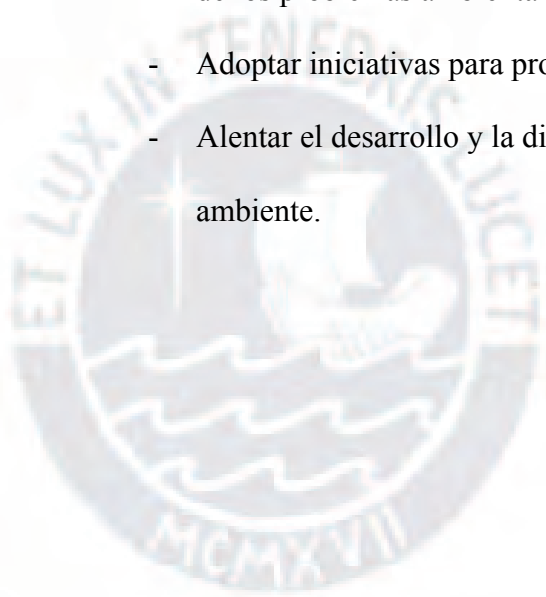 - Adoptar iniciativas para pro
- Alentar el desarrollo y la di
ambiente.
ET LUX IN TENEBRIS LUCET
MCMXVII